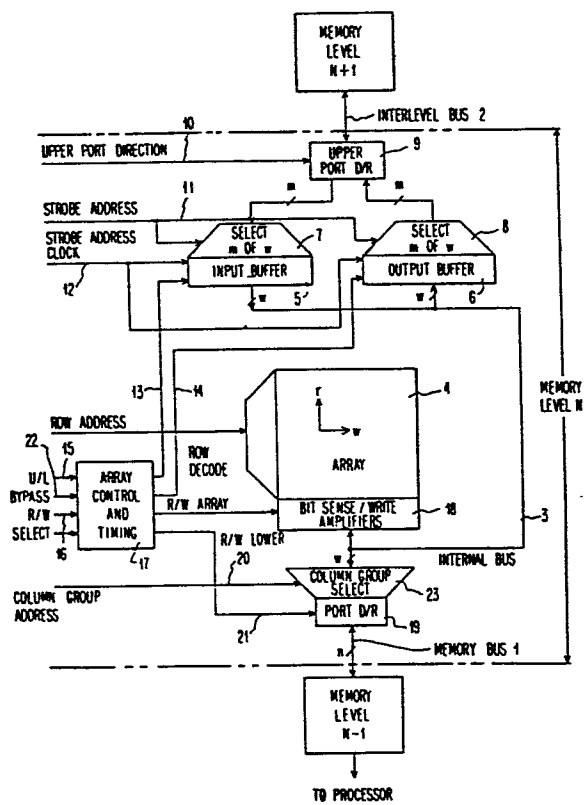 MEMORY
LEVEL
N+1
INTERLEVEL BUS 2
10
UPPER PORT DIRECTION
9
UPPER
PORT D/R
m
m
11
STROBE ADDRESS
STROBE ADDRESS
CLOCK
12
SELECT
m OF w
7
INPUT BUFFER
5
SELECT
m OF w
8
OUTPUT BUFFER
6
w
w
13
14
4
r
w
ARRAY
ROW ADDRESS
ROW
DECODE
MEMORY LEVEL N
22
15
U/L
BYPASS
R/W
SELECT
16
ARRAY
CONTROL
AND
TIMING
17
R/W ARRAY
BIT SENSE/WRITE
AMPLIFIERS
18
R/W LOWER
3
w
INTERNAL BUS
20
COLUMN GROUP
ADDRESS
21
COLUMN GROUP
SELECT
23
PORT D/R
19
n
MEMORY BUS 1
MEMORY
LEVEL
N-1
TO PROCESSOR